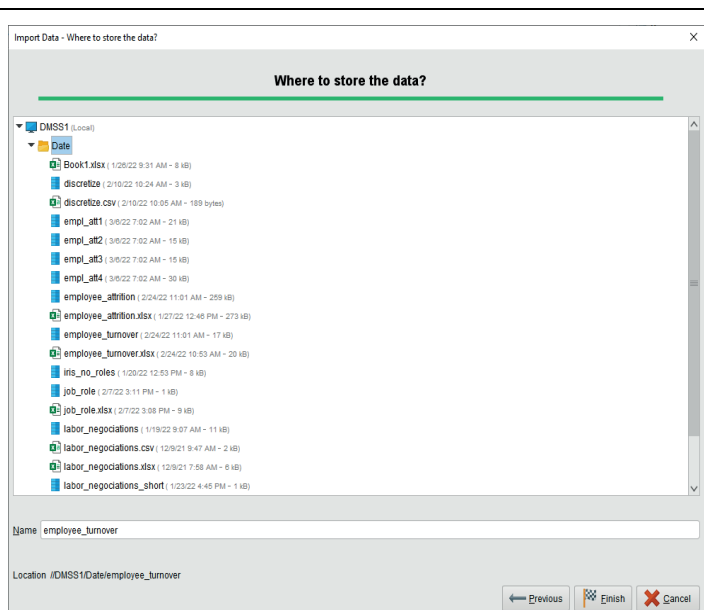 Import Data - Where to store the data?
Where to store the data?
DMSS1 (Local)
Date
Book1.xlsx ( 1/26/22 9:31 AM – 8 kB)
discretize ( 2/10/22 10:24 AM – 3 kB)
discretize.csv ( 2/10/22 10:05 AM – 189 bytes)
empl_att1 ( 3/6/22 7:02 AM – 21 kB)
empl_att2 ( 3/6/22 7:02 AM – 15 kB)
empl_att3 ( 3/6/22 7:02 AM – 15 kB)
empl_att4 ( 3/6/22 7:02 AM – 30 kB)
employee_attrition ( 2/24/22 11:01 AM – 259 kB)
employee_attrition.xlsx ( 1/27/22 12:46 PM – 273 kB)
employee_turnover ( 2/24/22 11:01 AM – 17 kB)
employee_turnover.xlsx ( 2/24/22 10:53 AM – 20 kB)
iris_no_roles ( 1/20/22 12:53 PM – 8 kB)
job_role ( 2/7/22 3:11 PM – 1 kB)
job_role.xlsx ( 2/7/22 3:08 PM – 9 kB)
labor_negociations ( 1/19/22 9:07 AM – 11 kB)
labor_negociations.csv ( 12/9/21 9:47 AM – 2 kB)
labor_negociations.xlsx ( 12/9/21 7:58 AM – 6 kB)
labor_negociations_short ( 1/23/22 4:45 PM – 1 kB)
Name employee_turnover
Location //DMSS1/Date/employee_turnover
Previous Finish Cancel